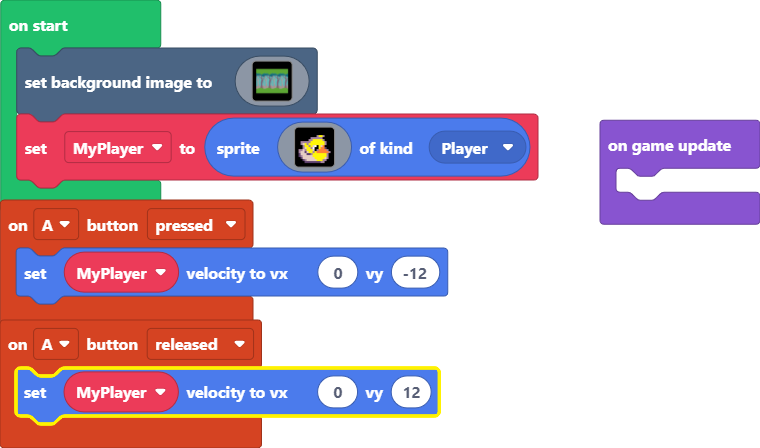 on start
set background image to
set MyPlayer to sprite of kind Player
on game update
on A button pressed
set MyPlayer velocity to vx 0 vy -12
on A button released
set MyPlayer velocity to vx 0 vy 12